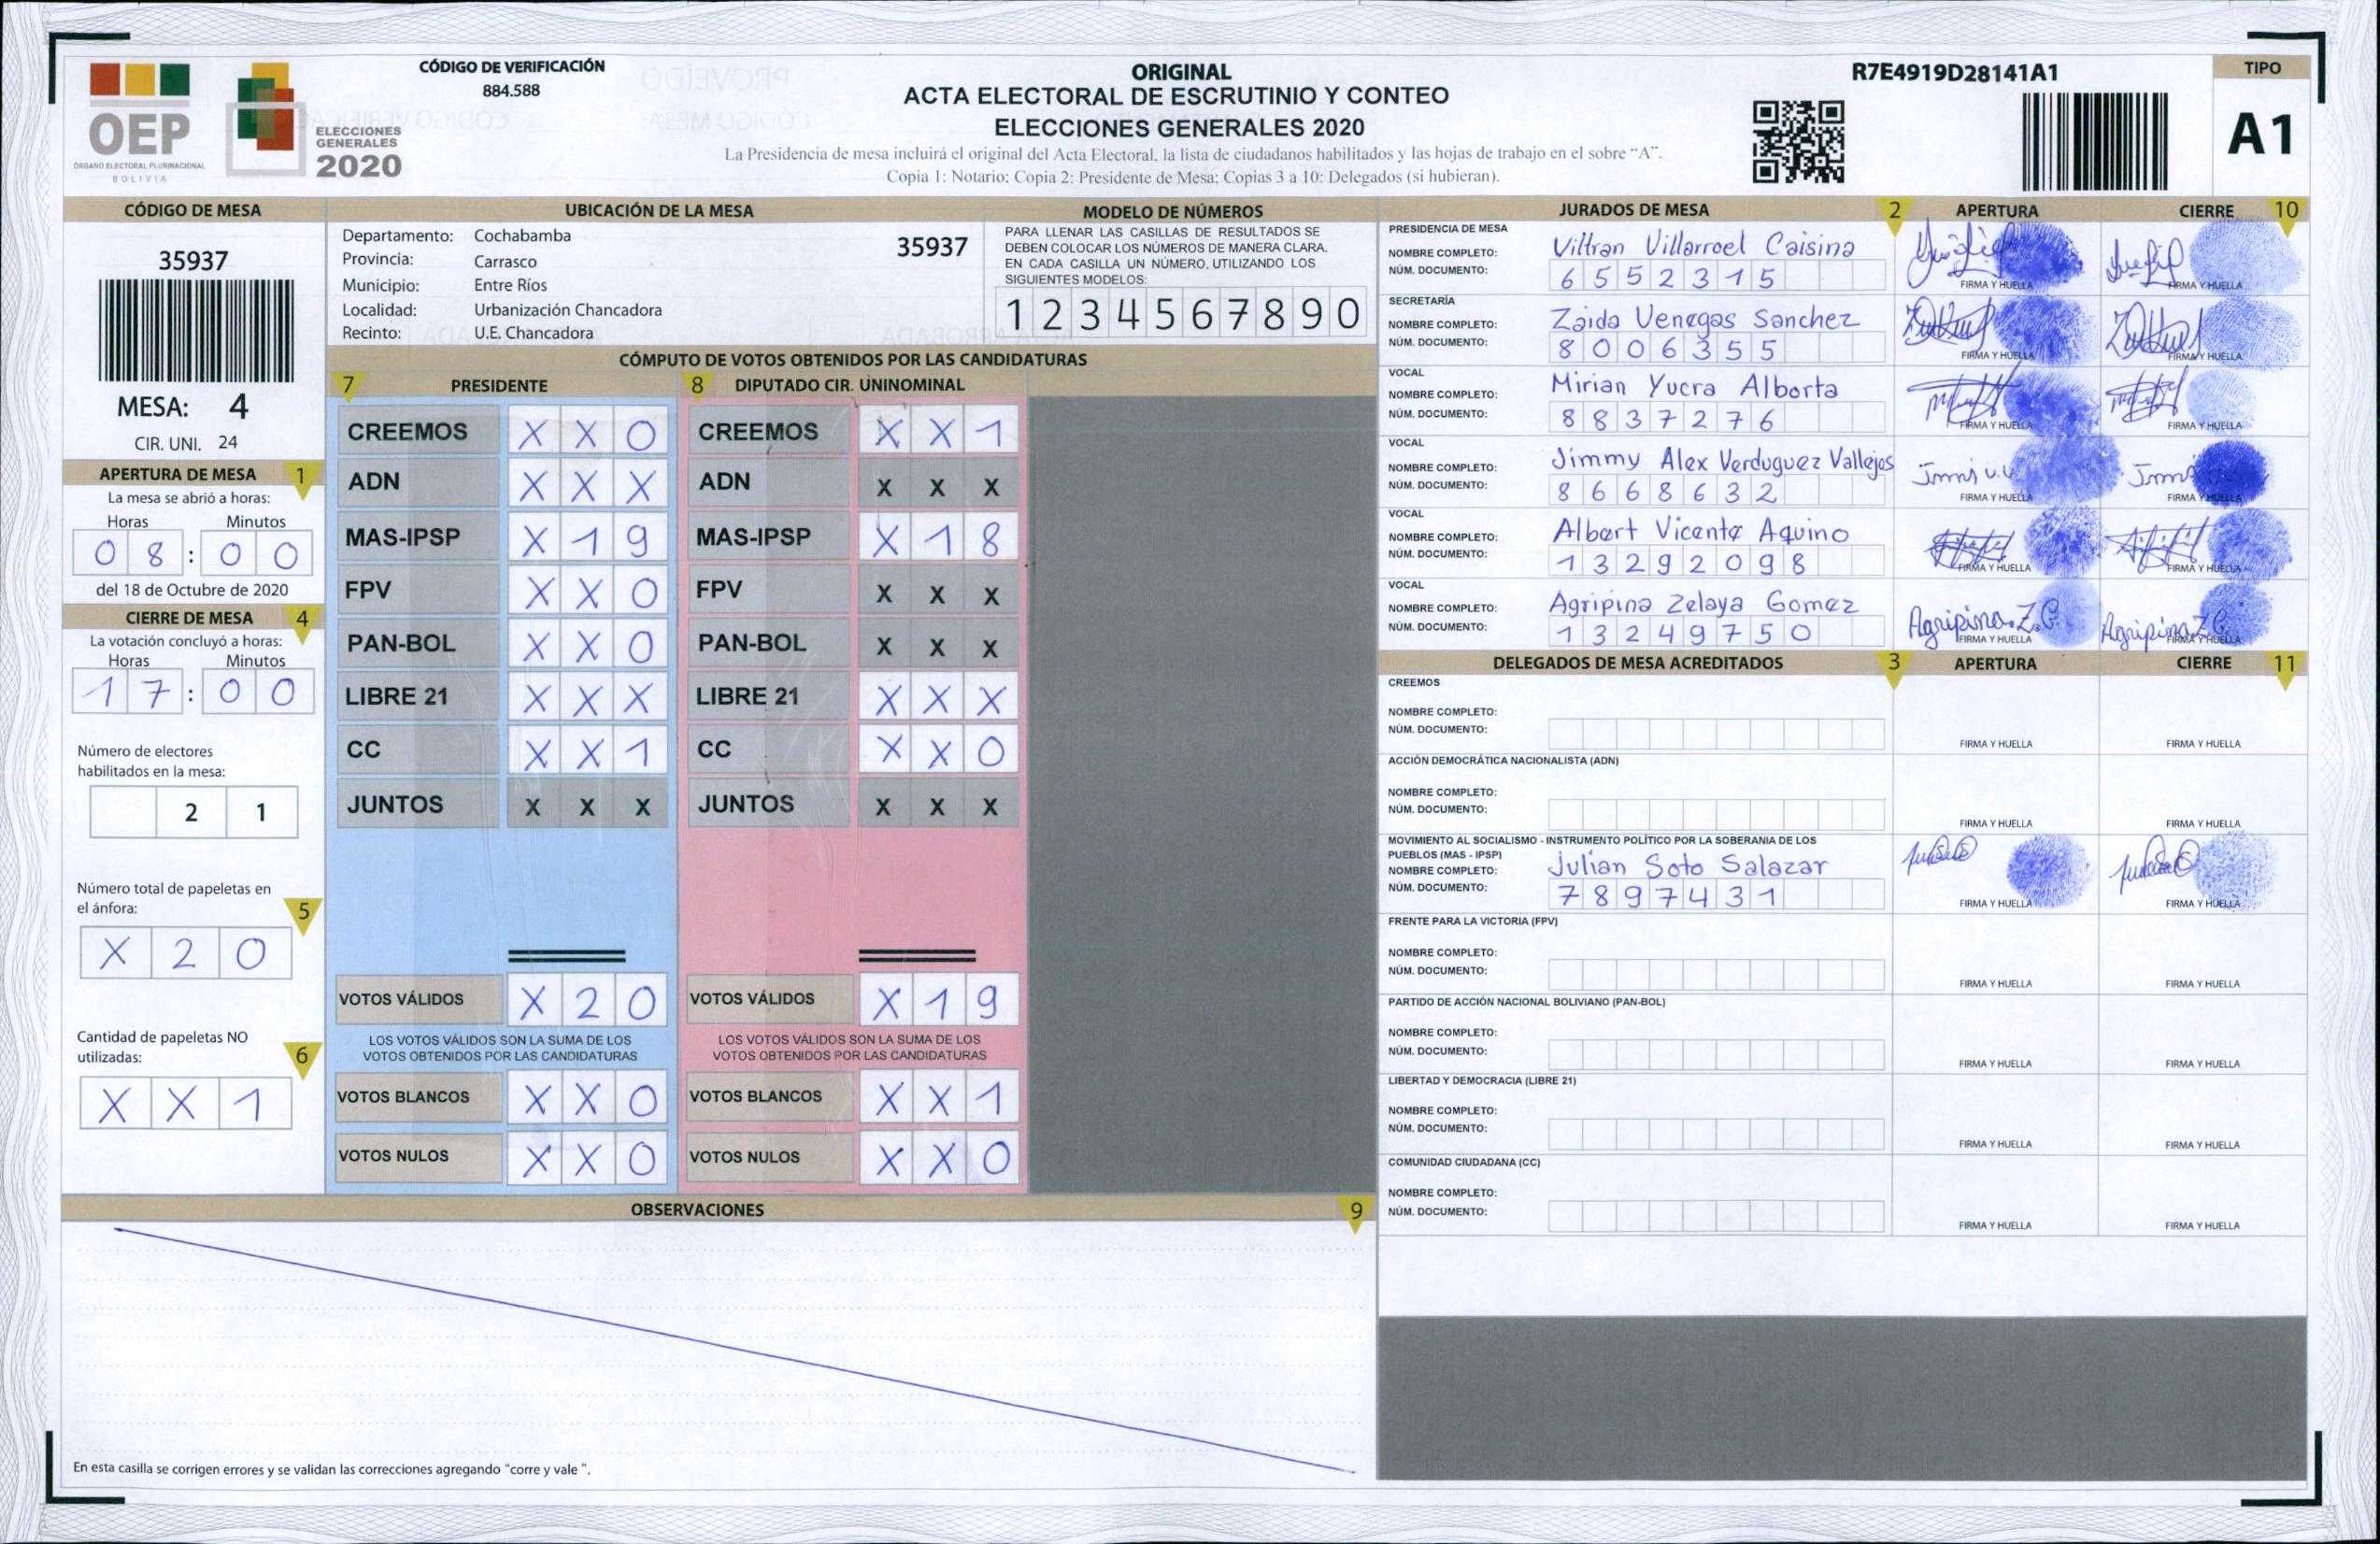 CÓDIGO DE VERIFICACIÓN
884.588
OEP
ÓRGANO ELECTORAL PLURINACIONAL
BOLIVIA
ELECCIONES
GENERALES
2020
ORIGINAL
ACTA ELECTORAL DE ESCRUTINIO Y CONTEO
ELECCIONES GENERALES 2020
La Presidencia de mesa incluirá el original del Acta Electoral, la lista de ciudadanos habilitados y las hojas de trabajo en el sobre “A”.
Copia 1: Notario; Copia 2: Presidente de Mesa; Copias 3 a 10: Delegados (si hubieran).
R7E4919D28141A1
TIPO
A1
CÓDIGO DE MESA
35937
MESA: 4
CIR. UNI. 24
APERTURA DE MESA 1
La mesa se abrió a horas:
Horas Minutos
0 8 : 0 0
del 18 de Octubre de 2020
CIERRE DE MESA 4
La votación concluyó a horas:
Horas Minutos
1 7 : 0 0
Número de electores
habilitados en la mesa:
2 1
Número total de papeletas en
el ánfora: 5
X 2 0
Cantidad de papeletas NO
utilizadas: 6
X X 1
UBICACIÓN DE LA MESA
Departamento: Cochabamba 35937
Provincia: Carrasco
Municipio: Entre Ríos
Localidad: Urbanización Chancadora
Recinto: U.E. Chancadora
MODELO DE NÚMEROS
PARA LLENAR LAS CASILLAS DE RESULTADOS SE
DEBEN COLOCAR LOS NÚMEROS DE MANERA CLARA.
EN CADA CASILLA UN NÚMERO, UTILIZANDO LOS
SIGUIENTES MODELOS:
1 2 3 4 5 6 7 8 9 0
CÓMPUTO DE VOTOS OBTENIDOS POR LAS CANDIDATURAS
7 PRESIDENTE
CREEMOS X X 0
ADN X X X
MAS-IPSP X 1 9
FPV X X 0
PAN-BOL X X 0
LIBRE 21 X X X
CC X X 1
JUNTOS X X X
VOTOS VÁLIDOS X 2 0
LOS VOTOS VÁLIDOS SON LA SUMA DE LOS
VOTOS OBTENIDOS POR LAS CANDIDATURAS
VOTOS BLANCOS X X 0
VOTOS NULOS X X 0
8 DIPUTADO CIR. UNINOMINAL
CREEMOS X X 1
ADN X X X
MAS-IPSP X 1 8
FPV X X X
PAN-BOL X X X
LIBRE 21 X X X
CC X X 0
JUNTOS X X X
VOTOS VÁLIDOS X 1 9
LOS VOTOS VÁLIDOS SON LA SUMA DE LOS
VOTOS OBTENIDOS POR LAS CANDIDATURAS
VOTOS BLANCOS X X 1
VOTOS NULOS X X 0
OBSERVACIONES 9
En esta casilla se corrigen errores y se validan las correcciones agregando “corre y vale ”.
JURADOS DE MESA 2 APERTURA CIERRE 10
PRESIDENCIA DE MESA
NOMBRE COMPLETO: Viltran Villarroel Caisina
NÚM. DOCUMENTO: 6 5 5 2 3 1 5
FIRMA Y HUELLA FIRMA Y HUELLA
SECRETARÍA
NOMBRE COMPLETO: Zaida Venegas Sanchez
NÚM. DOCUMENTO: 8 0 0 6 3 5 5
FIRMA Y HUELLA FIRMA Y HUELLA
VOCAL
NOMBRE COMPLETO: Mirian Yucra Alborta
NÚM. DOCUMENTO: 8 8 3 7 2 7 6
FIRMA Y HUELLA FIRMA Y HUELLA
VOCAL
NOMBRE COMPLETO: Jimmy Alex Verduguez Vallejos
NÚM. DOCUMENTO: 8 6 6 8 6 3 2
FIRMA Y HUELLA FIRMA Y HUELLA
VOCAL
NOMBRE COMPLETO: Albert Vicente Aquino
NÚM. DOCUMENTO: 1 3 2 9 2 0 9 8
FIRMA Y HUELLA FIRMA Y HUELLA
VOCAL
NOMBRE COMPLETO: Agripina Zelaya Gomez
NÚM. DOCUMENTO: 1 3 2 4 9 7 5 0
Agripina.Z.G. Agripina Z G.
FIRMA Y HUELLA FIRMA Y HUELLA
DELEGADOS DE MESA ACREDITADOS 3 APERTURA CIERRE 11
CREEMOS
NOMBRE COMPLETO:
NÚM. DOCUMENTO:
FIRMA Y HUELLA FIRMA Y HUELLA
ACCIÓN DEMOCRÁTICA NACIONALISTA (ADN)
NOMBRE COMPLETO:
NÚM. DOCUMENTO:
FIRMA Y HUELLA FIRMA Y HUELLA
MOVIMIENTO AL SOCIALISMO - INSTRUMENTO POLÍTICO POR LA SOBERANIA DE LOS
PUEBLOS (MAS - IPSP)
NOMBRE COMPLETO: Julian Soto Salazar
NÚM. DOCUMENTO: 7 8 9 7 4 3 1
FIRMA Y HUELLA FIRMA Y HUELLA
FRENTE PARA LA VICTORIA (FPV)
NOMBRE COMPLETO:
NÚM. DOCUMENTO:
FIRMA Y HUELLA FIRMA Y HUELLA
PARTIDO DE ACCIÓN NACIONAL BOLIVIANO (PAN-BOL)
NOMBRE COMPLETO:
NÚM. DOCUMENTO:
FIRMA Y HUELLA FIRMA Y HUELLA
LIBERTAD Y DEMOCRACIA (LIBRE 21)
NOMBRE COMPLETO:
NÚM. DOCUMENTO:
FIRMA Y HUELLA FIRMA Y HUELLA
COMUNIDAD CIUDADANA (CC)
NOMBRE COMPLETO:
NÚM. DOCUMENTO:
FIRMA Y HUELLA FIRMA Y HUELLA